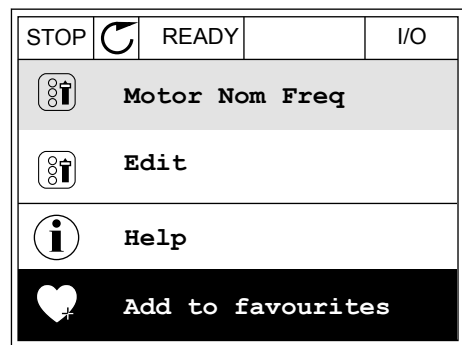 STOP READY I/O
Motor Nom Freq
Edit
Help
Add to favourites